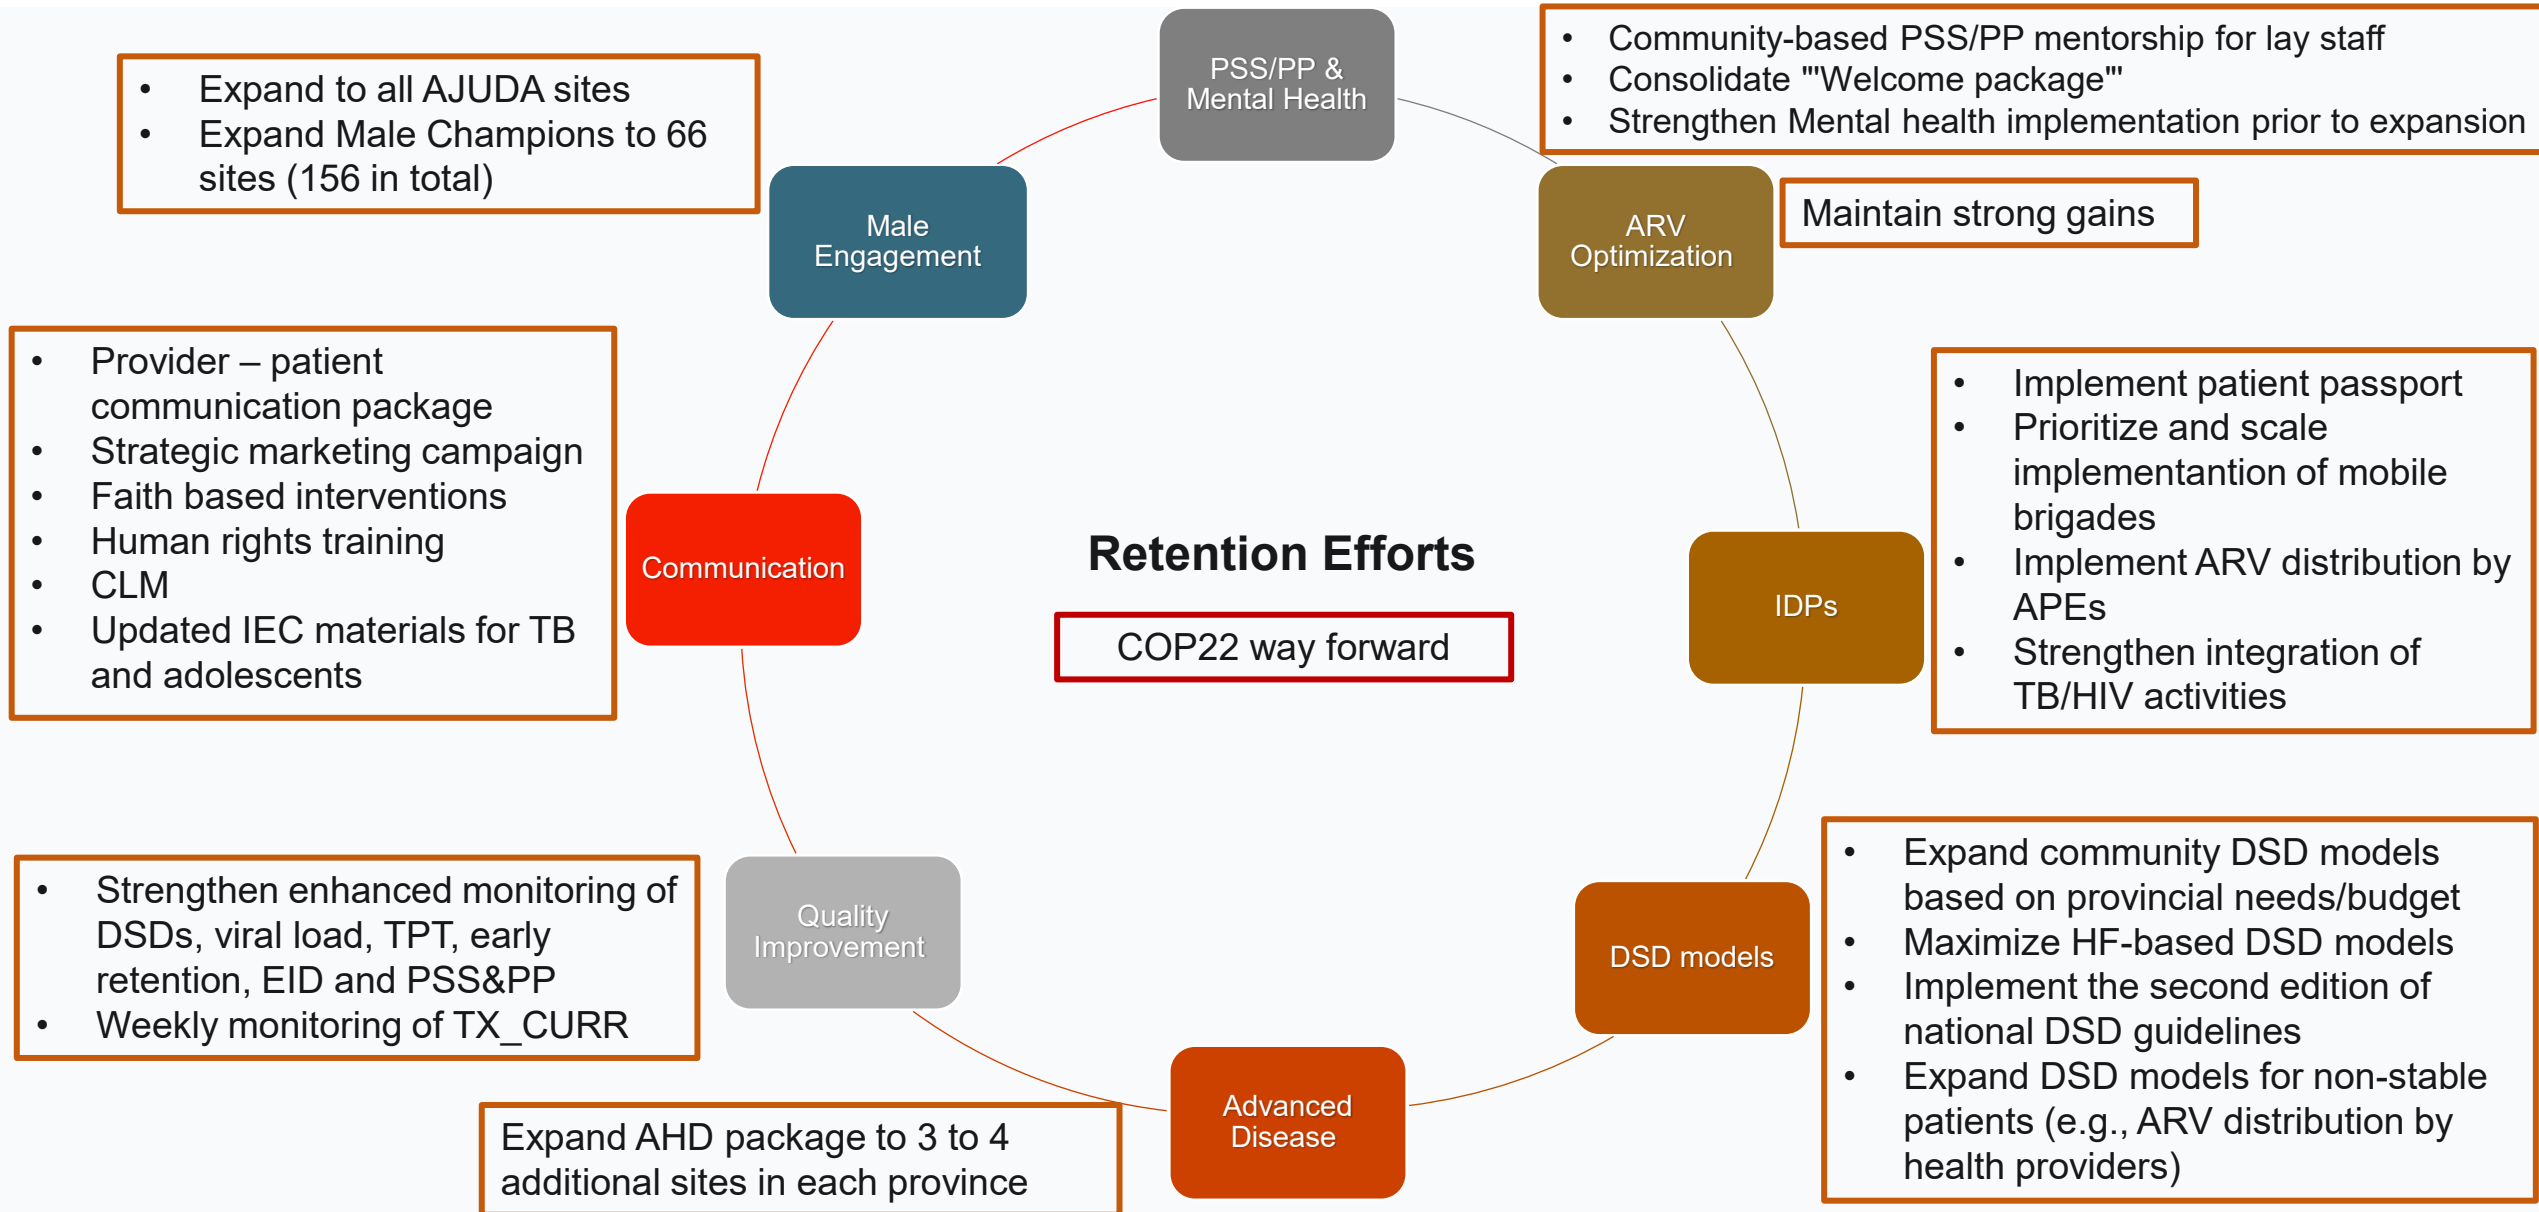 PSS/PP &
Mental Health
• Community-based PSS/PP mentorship for lay staff
• Consolidate "'Welcome package"'
• Strengthen Mental health implementation prior to expansion
ARV
Optimization
Maintain strong gains
IDPs
• Implement patient passport
• Prioritize and scale
implementantion of mobile
brigades
• Implement ARV distribution by
APEs
• Strengthen integration of
TB/HIV activities
DSD models
• Expand community DSD models
based on provincial needs/budget
• Maximize HF-based DSD models
• Implement the second edition of
national DSD guidelines
• Expand DSD models for non-stable
patients (e.g., ARV distribution by
health providers)
Advanced
Disease
Expand AHD package to 3 to 4
additional sites in each province
Quality
Improvement
• Strengthen enhanced monitoring of
DSDs, viral load, TPT, early
retention, EID and PSS&PP
• Weekly monitoring of TX_CURR
Communication
• Provider – patient
communication package
• Strategic marketing campaign
• Faith based interventions
• Human rights training
• CLM
• Updated IEC materials for TB
and adolescents
Male
Engagement
• Expand to all AJUDA sites
• Expand Male Champions to 66
sites (156 in total)
Retention Efforts
COP22 way forward